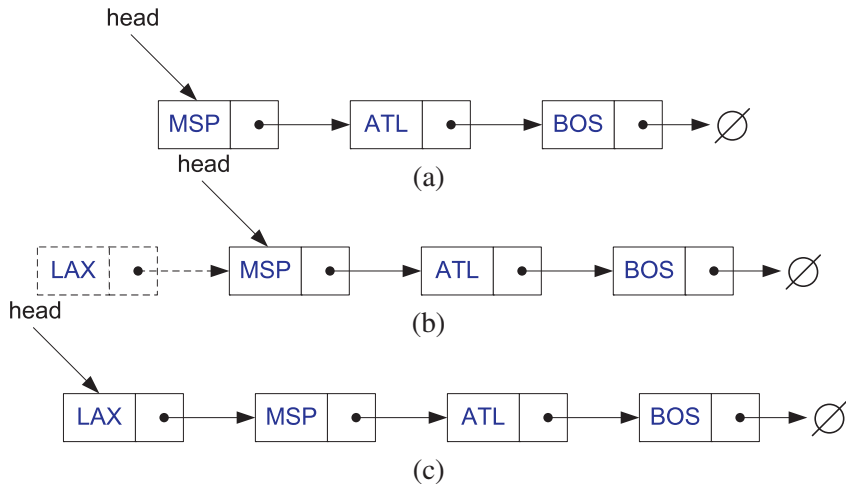 head
MSP ATL BOS ∅
(a)
head
LAX MSP ATL BOS ∅
(b)
head
LAX MSP ATL BOS ∅
(c)